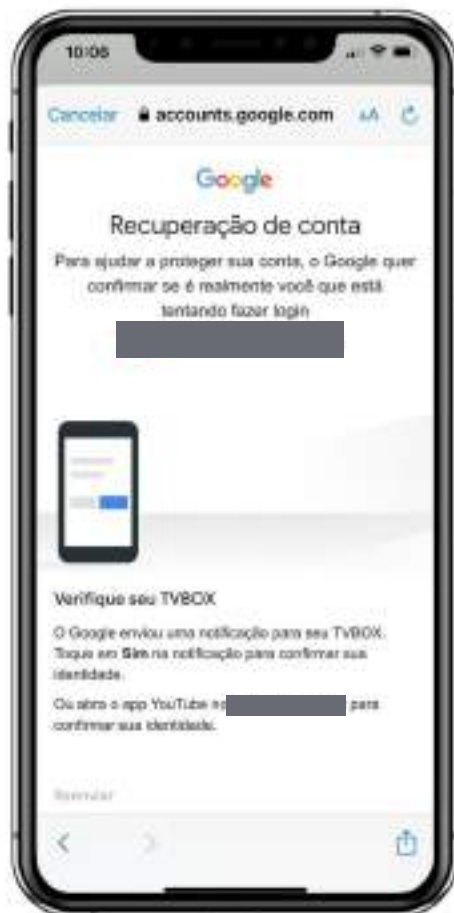 10:06
Cancelar accounts.google.com AA
Google
Recuperação de conta
Para ajudar a proteger sua conta, o Google quer
confirmar se é realmente você que está
tentando fazer login
Verifique seu TVBOX
O Google enviou uma notificação para seu TVBOX.
Toque em Sim na notificação para confirmar sua
identidade.
Ou abra o app YouTube no para
confirmar sua identidade.
Reenviar